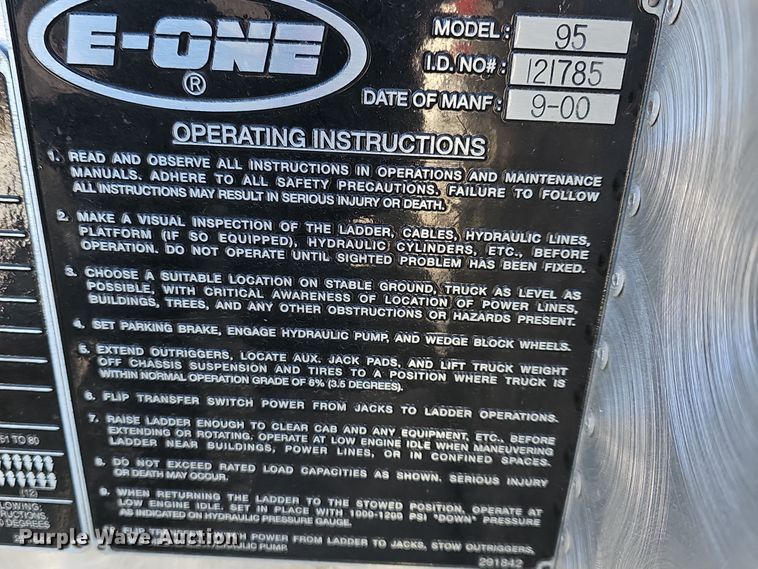 E-ONE
®
MODEL: 95
I.D. NO#: 121785
DATE OF MANF: 9-00
OPERATING INSTRUCTIONS
1. READ AND OBSERVE ALL INSTRUCTIONS IN OPERATIONS AND MAINTENANCE
MANUALS. ADHERE TO ALL SAFETY PRECAUTIONS. FAILURE TO FOLLOW
ALL INSTRUCTIONS MAY RESULT IN SERIOUS INJURY OR DEATH.
2. MAKE A VISUAL INSPECTION OF THE LADDER, CABLES, HYDRAULIC LINES,
PLATFORM (IF SO EQUIPPED), HYDRAULIC CYLINDERS, ETC., BEFORE
OPERATION. DO NOT OPERATE UNTIL SIGHTED PROBLEM HAS BEEN FIXED.
3. CHOOSE A SUITABLE LOCATION ON STABLE GROUND, TRUCK AS LEVEL AS
POSSIBLE, WITH CRITICAL AWARENESS OF LOCATION OF POWER LINES,
BUILDINGS, TREES, AND ANY OTHER OBSTRUCTIONS OR HAZARDS PRESENT.
4. SET PARKING BRAKE, ENGAGE HYDRAULIC PUMP, AND WEDGE BLOCK WHEELS.
5. EXTEND OUTRIGGERS, LOCATE AUX. JACK PADS, AND LIFT TRUCK WEIGHT
OFF CHASSIS SUSPENSION AND TIRES TO A POSITION WHERE TRUCK IS
WITHIN NORMAL OPERATION GRADE OF 6% (3.5 DEGREES).
6. FLIP TRANSFER SWITCH POWER FROM JACKS TO LADDER OPERATIONS.
7. RAISE LADDER ENOUGH TO CLEAR CAB AND ANY EQUIPMENT, ETC., BEFORE
EXTENDING OR ROTATING. OPERATE AT LOW ENGINE IDLE WHEN MANEUVERING
LADDER NEAR BUILDINGS, POWER LINES, OR IN CONFINED SPACES.
8. DO NOT EXCEED RATED LOAD CAPACITIES AS SHOWN. SERIOUS INJURY
OR DEATH MAY OCCUR.
9. WHEN RETURNING THE LADDER TO THE STOWED POSITION, OPERATE AT
LOW ENGINE IDLE. SET IN PLACE WITH 1000-1200 PSI "DOWN" PRESSURE
AS INDICATED ON HYDRAULIC PRESSURE GAUGE.
POWER FROM LADDER TO JACKS, STOW OUTRIGGERS,
HYDRAULIC PUMP.
291842
61 TO 80
(12)
DEGREES
Purple Wave Auction